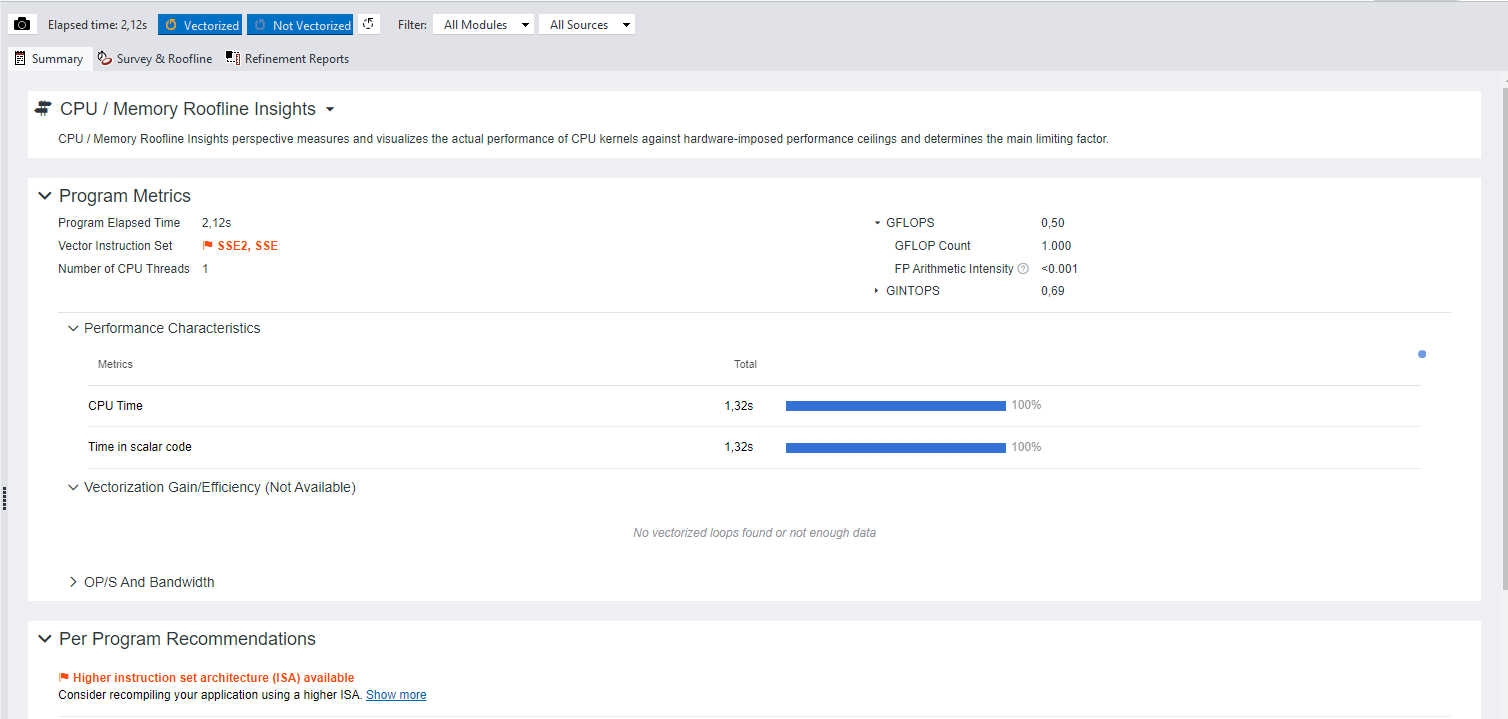 Elapsed time: 2,12s Vectorized Not Vectorized Filter: All Modules All Sources
Summary Survey & Roofline Refinement Reports
CPU / Memory Roofline Insights
CPU / Memory Roofline Insights perspective measures and visualizes the actual performance of CPU kernels against hardware-imposed performance ceilings and determines the main limiting factor.
Program Metrics
Program Elapsed Time 2,12s
Vector Instruction Set SSE2, SSE
Number of CPU Threads 1
GFLOPS 0,50
GFLOP Count 1.000
FP Arithmetic Intensity ? <0.001
GINTOPS 0,69
Performance Characteristics
Metrics Total
CPU Time 1,32s 100%
Time in scalar code 1,32s 100%
Vectorization Gain/Efficiency (Not Available)
No vectorized loops found or not enough data
OP/S And Bandwidth
Per Program Recommendations
Higher instruction set architecture (ISA) available
Consider recompiling your application using a higher ISA. Show more